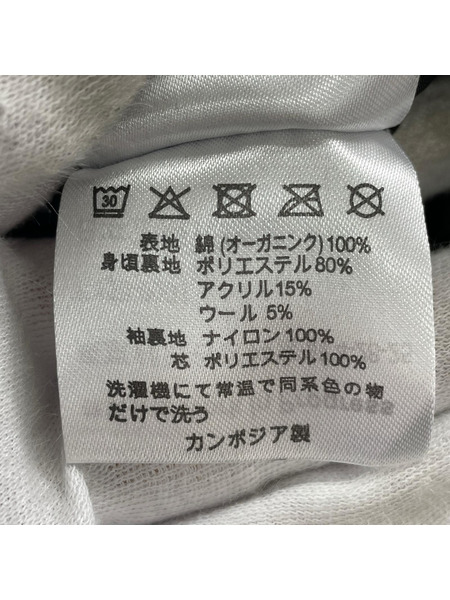 30
表地 綿(オーガニンク)100%
身頃裏地 ポリエステル80%
アクリル15%
ウール 5%
袖裏地 ナイロン100%
芯 ポリエステル100%
洗濯機にて常温で同系色の物
だけで洗う
カンボジア製